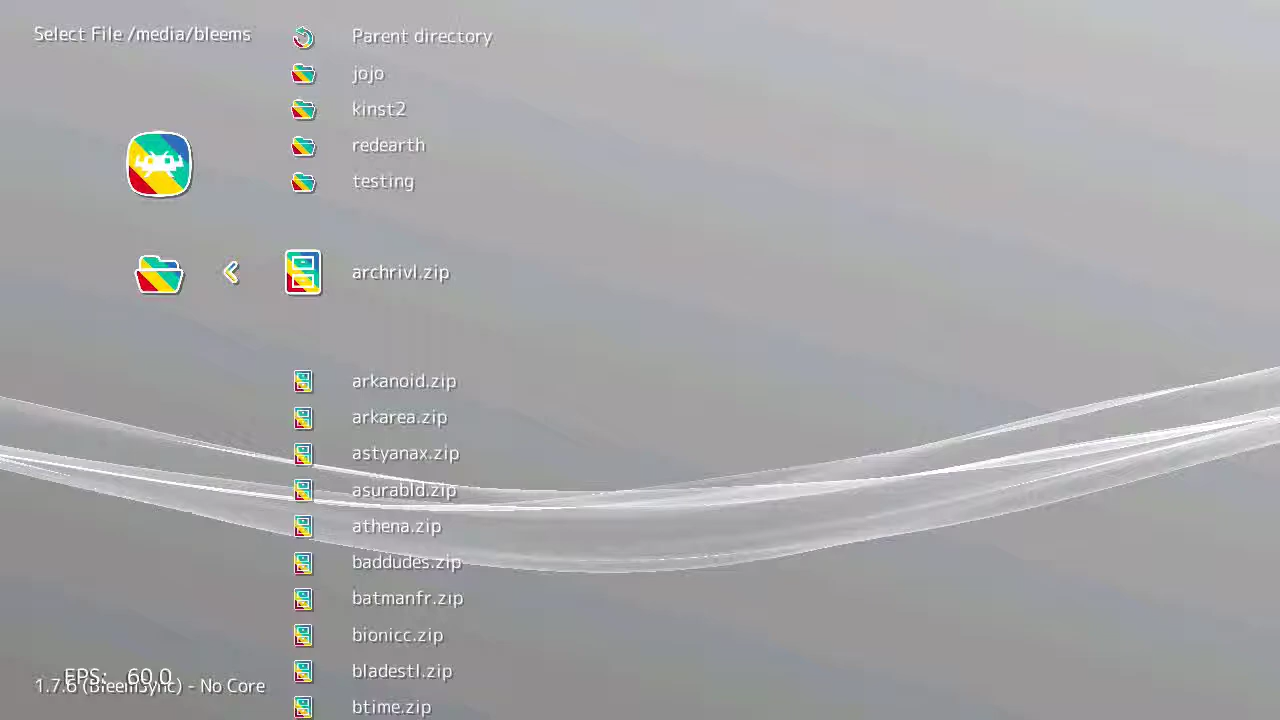 Select File /media/bleems
Parent directory
jojo
kinst2
redearth
testing
archrivl.zip
arkanoid.zip
arkarea.zip
astyanax.zip
asurabld.zip
athena.zip
baddudes.zip
batmanfr.zip
bionicc.zip
bladestl.zip
btime.zip
FPS: 60.0
1.7.6 (BleemSync) - No Core